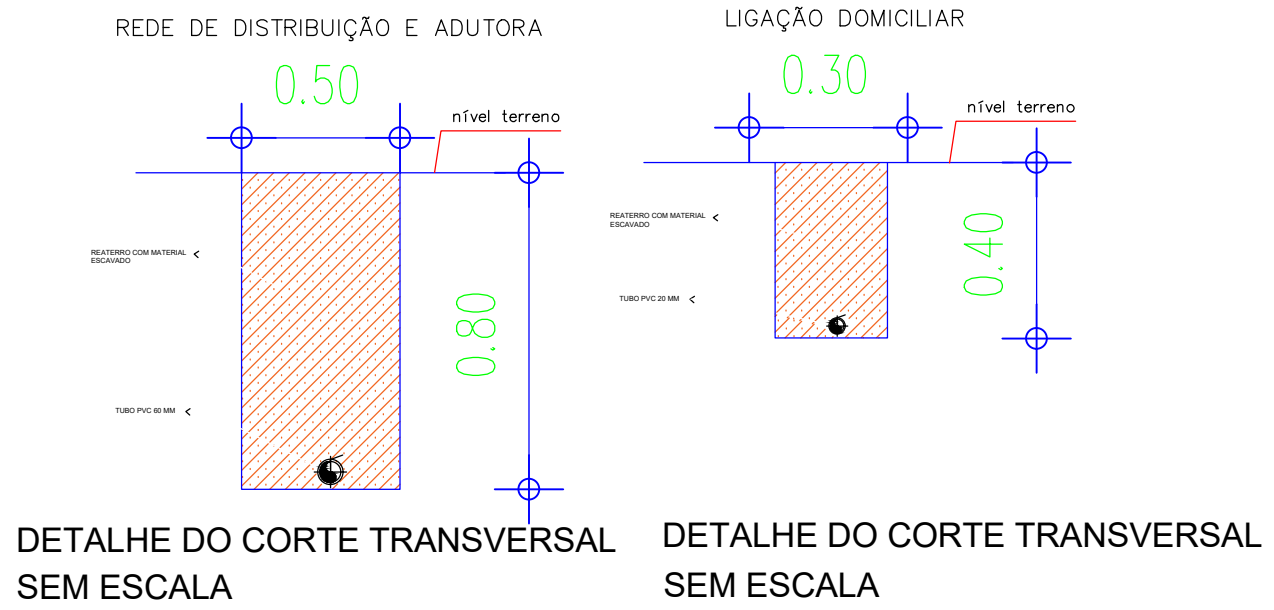 REDE DE DISTRIBUIÇÃO E ADUTORA
0.50
nível terreno
REATERRO COM MATERIAL
ESCAVADO
0.80
TUBO PVC 60 MM
DETALHE DO CORTE TRANSVERSAL
SEM ESCALA
LIGAÇÃO DOMICILIAR
0.30
nível terreno
REATERRO COM MATERIAL
ESCAVADO
0.40
TUBO PVC 20 MM
DETALHE DO CORTE TRANSVERSAL
SEM ESCALA